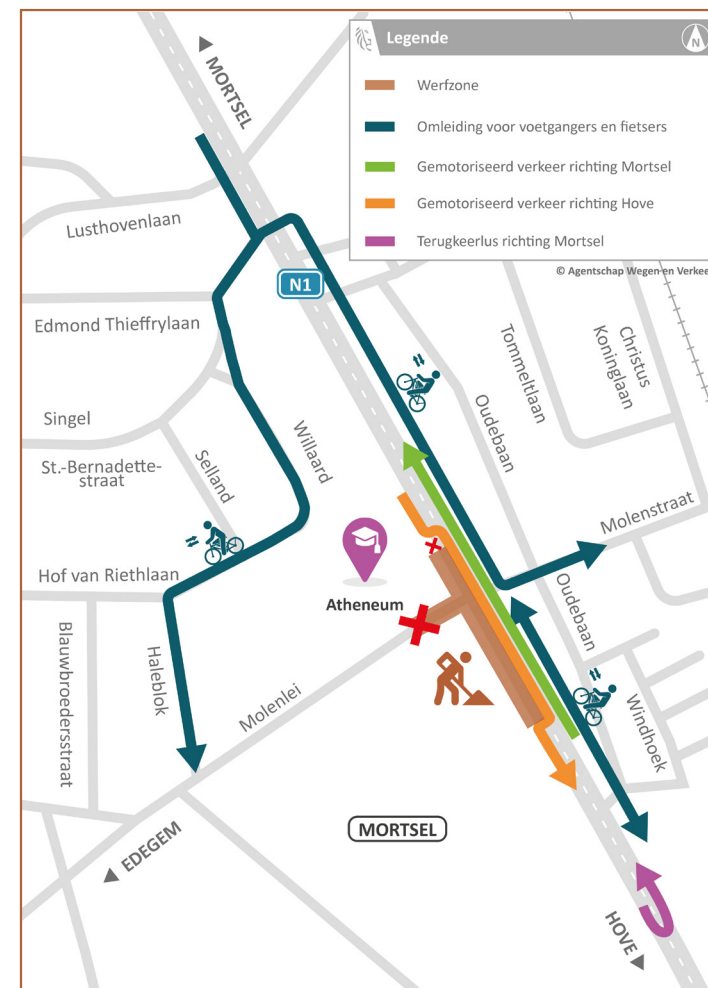 Legende
N
Werfzone
Omleiding voor voetgangers en fietsers
Gemotoriseerd verkeer richting Mortsel
Gemotoriseerd verkeer richting Hove
Terugkeerlus richting Mortsel
© Agentschap Wegen en Verkeer
MORTSEL
Lusthovenlaan
N1
Edmond Thieffrylaan
Singel
St.-Bernadette-
straat
Selland
Willaard
Oudebaan
Tommeltlaan
Christus
Koninglaan
Molenstraat
Hof van Riethlaan
Atheneum
Oudebaan
Blauwbroedersstraat
Haleblok
Molenlei
Windhoek
MORTSEL
EDEGEM
HOVE